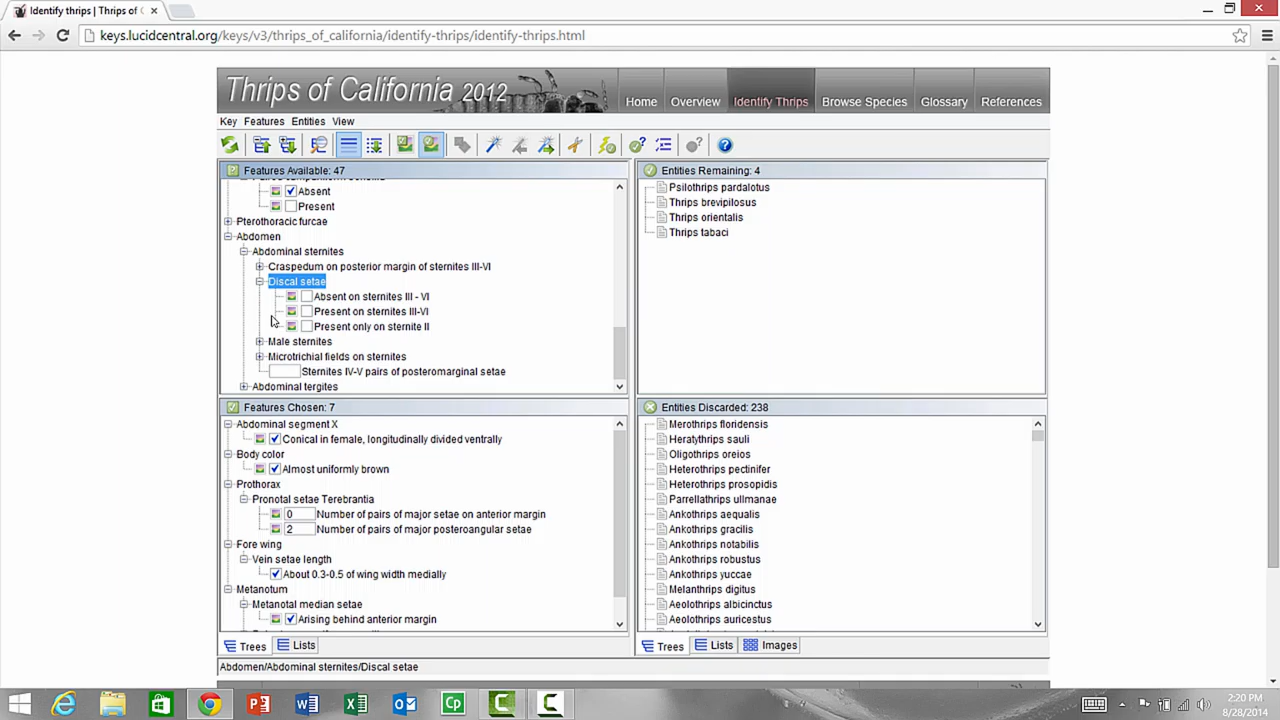 Identify thrips | Thrips of C
keys.lucidcentral.org/keys/v3/thrips_of_california/identify-thrips/identify-thrips.html
Thrips of California 2012
Home Overview Identify Thrips Browse Species Glossary References
Key Features Entities View
Features Available: 47
Absent
Present
Pterothoracic furcae
Abdomen
Abdominal sternites
Craspedum on posterior margin of sternites III-VI
Discal setae
Absent on sternites III - VI
Present on sternites III-VI
Present only on sternite II
Male sternites
Microtrichial fields on sternites
Sternites IV-V pairs of posteromarginal setae
Abdominal tergites
Entities Remaining: 4
Psilothrips pardalotus
Thrips brevipilosus
Thrips orientalis
Thrips tabaci
Features Chosen: 7
Abdominal segment X
Conical in female, longitudinally divided ventrally
Body color
Almost uniformly brown
Prothorax
Pronotal setae Terebrantia
0 Number of pairs of major setae on anterior margin
2 Number of pairs of major posteroangular setae
Fore wing
Vein setae length
About 0.3-0.5 of wing width medially
Metanotum
Metanotal median setae
Arising behind anterior margin
Entities Discarded: 238
Merothrips floridensis
Heratythrips sauli
Oligothrips oreios
Heterothrips pectinifer
Heterothrips prosopidis
Parrellathrips ullmanae
Ankothrips aequalis
Ankothrips gracilis
Ankothrips notabilis
Ankothrips robustus
Ankothrips yuccae
Melanthrips digitus
Aeolothrips albicinctus
Aeolothrips auricestus
Trees Lists
Trees Lists Images
Abdomen/Abdominal sternites/Discal setae
2:20 PM
8/28/2014